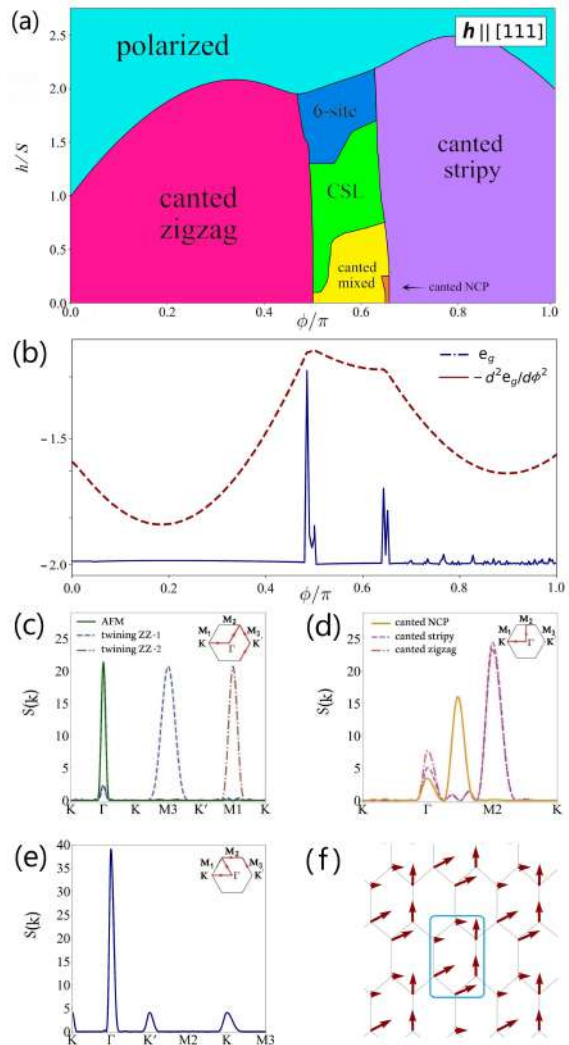 (a)
h || [111]
polarized
6-site
canted
zigzag
CSL
canted
stripy
canted
mixed
canted NCP
h/S
2.5
2.0
1.5
1.0
0.5
0.0
0.0 0.2 0.4 0.6 0.8 1.0
ϕ/π
(b)
e_g
− d²e_g/dϕ²
−1.5
−2.0
0.0 0.2 0.4 0.6 0.8 1.0
ϕ/π
(c)
AFM
twining ZZ-1
twining ZZ-2
M₂
M₁ M₃
K Γ K
S(k)
25
20
15
10
5
0
K Γ K M3 K′ M1 K
(d)
canted NCP
canted stripy
canted zigzag
M₂
M₁ M₃
K Γ K
S(k)
25
20
15
10
5
0
K Γ M2 K
(e)
M₂
M₁ M₃
K Γ K
S(k)
40
35
30
25
20
15
10
5
0
K Γ K′ M2 K M3
(f)